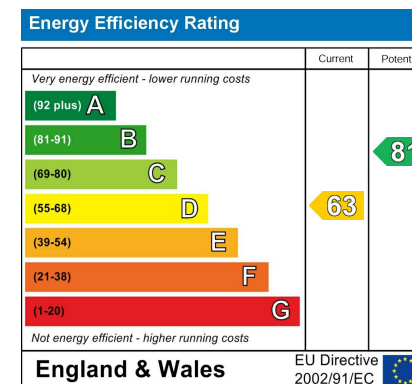 Energy Efficiency Rating
Current Potent
Very energy efficient - lower running costs
(92 plus) A
(81-91) B
81
(69-80) C
(55-68) D
63
(39-54) E
(21-38) F
(1-20) G
Not energy efficient - higher running costs
England & Wales
EU Directive
2002/91/EC